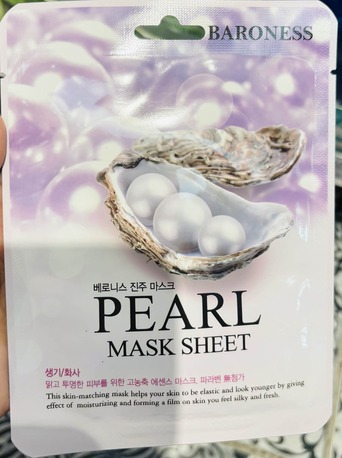 BARONESS
베로니스 진주 마스크
PEARL
MASK SHEET
생기/화사
맑고 투명한 피부를 위한 고농축 에센스 마스크, 파라벤 無첨가
This skin-matching mask helps your skin to be elastic and look younger by giving
effect of moisturizing and forming a film on skin you feel silky and fresh.